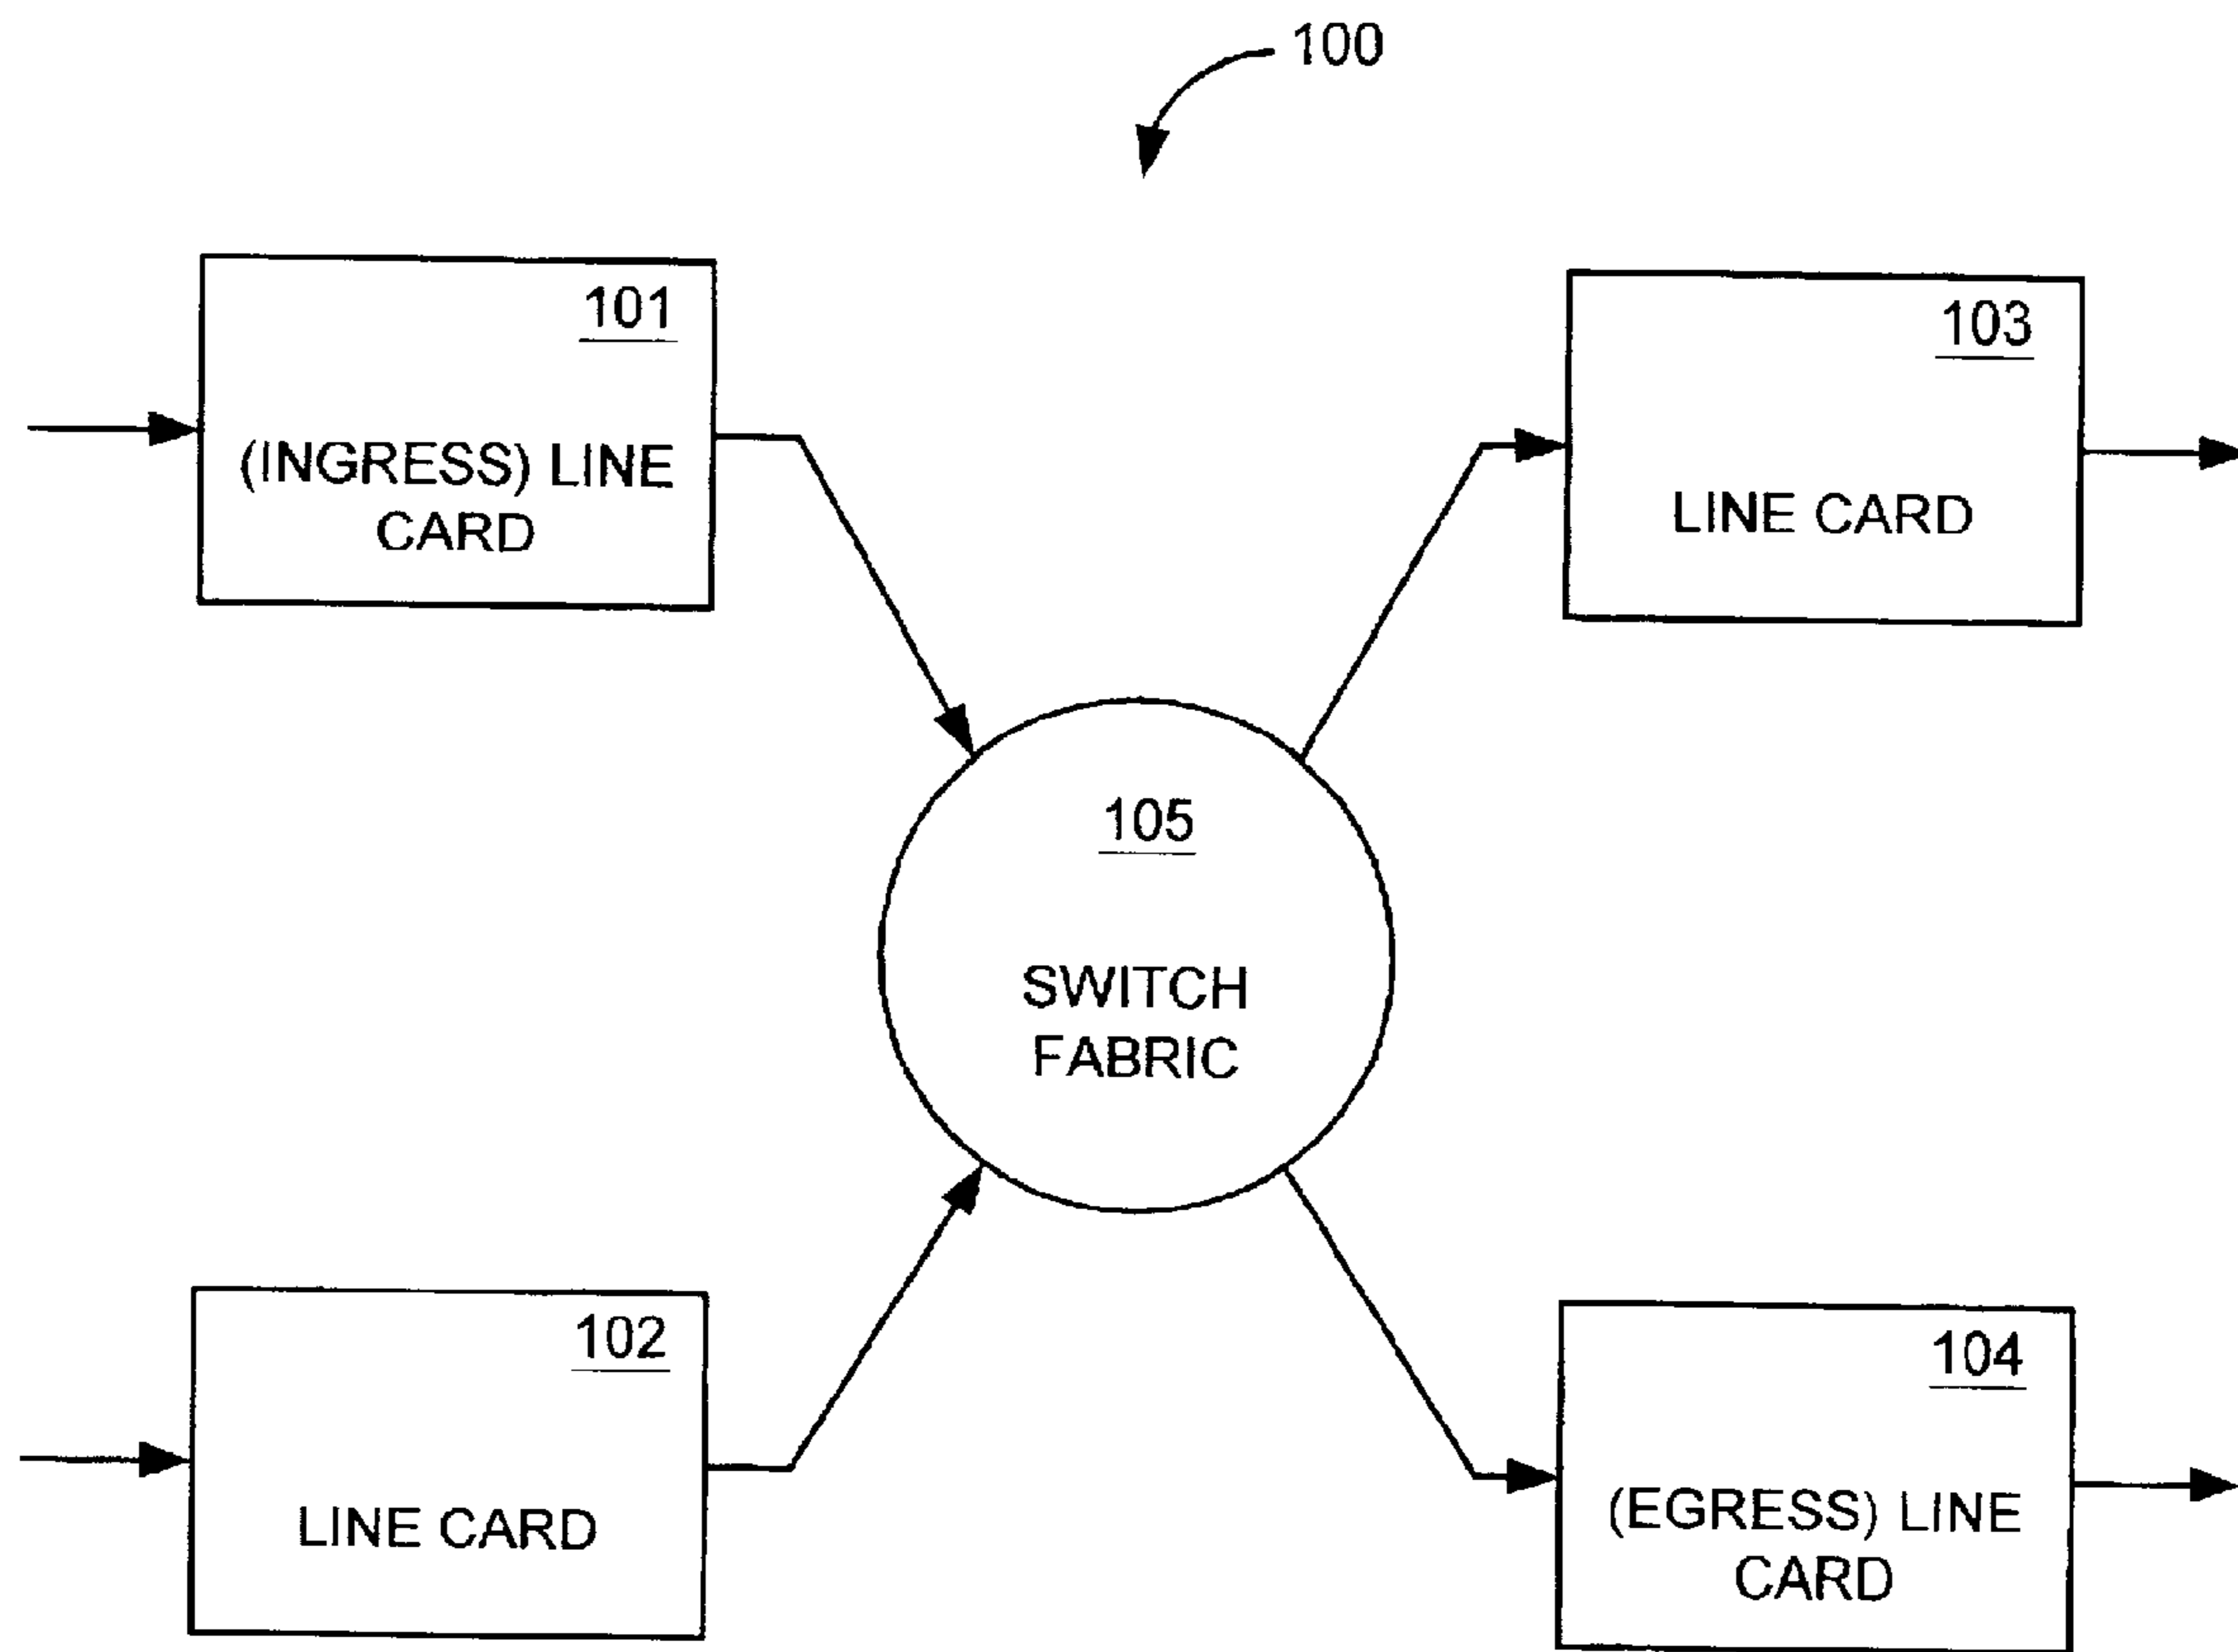 100
101
(INGRESS) LINE
CARD
103
LINE CARD
105
SWITCH
FABRIC
102
LINE CARD
104
(EGRESS) LINE
CARD